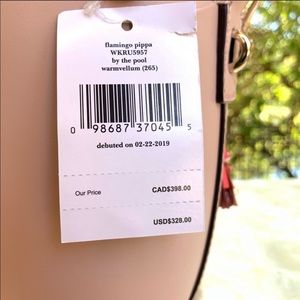 flamingo pippa
WKRU5957
by the pool
warmvellum (265)
0 98687 37045 5
debuted on 02-22-2019
Our Price CAD$398.00
USD$328.00